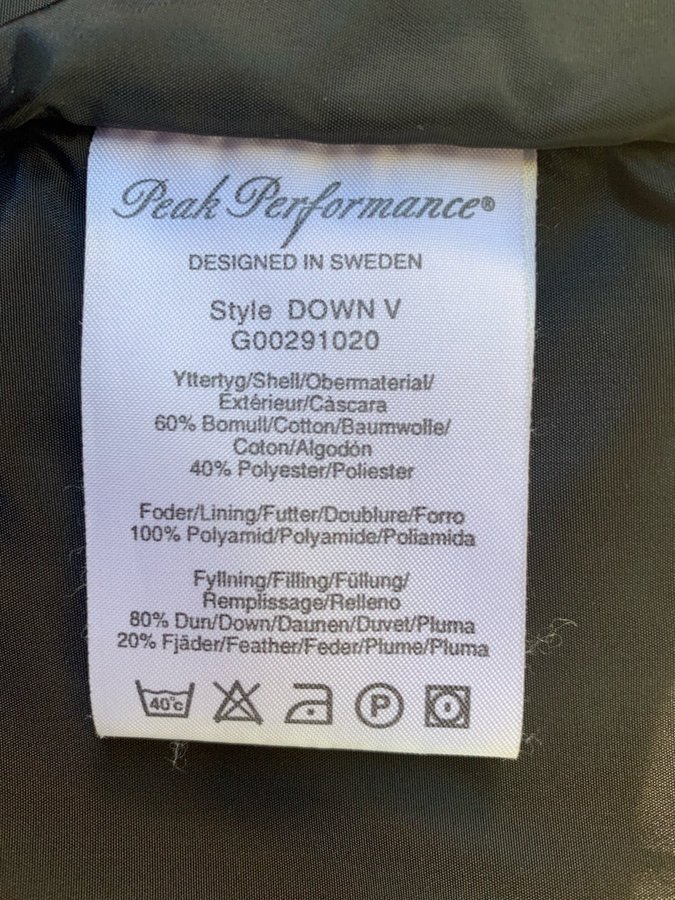 Peak Performance®
DESIGNED IN SWEDEN
Style DOWN V
G00291020
Yttertyg/Shell/Obermaterial/
Extérieur/Càscara
60% Bomull/Cotton/Baumwolle/
Coton/Algodón
40% Polyester/Poliester
Foder/Lining/Futter/Doublure/Forro
100% Polyamid/Polyamide/Poliamida
Fyllning/Filling/Füllung/
Remplissage/Relleno
80% Dun/Down/Daunen/Duvet/Pluma
20% Fjäder/Feather/Feder/Plume/Pluma
40°c P